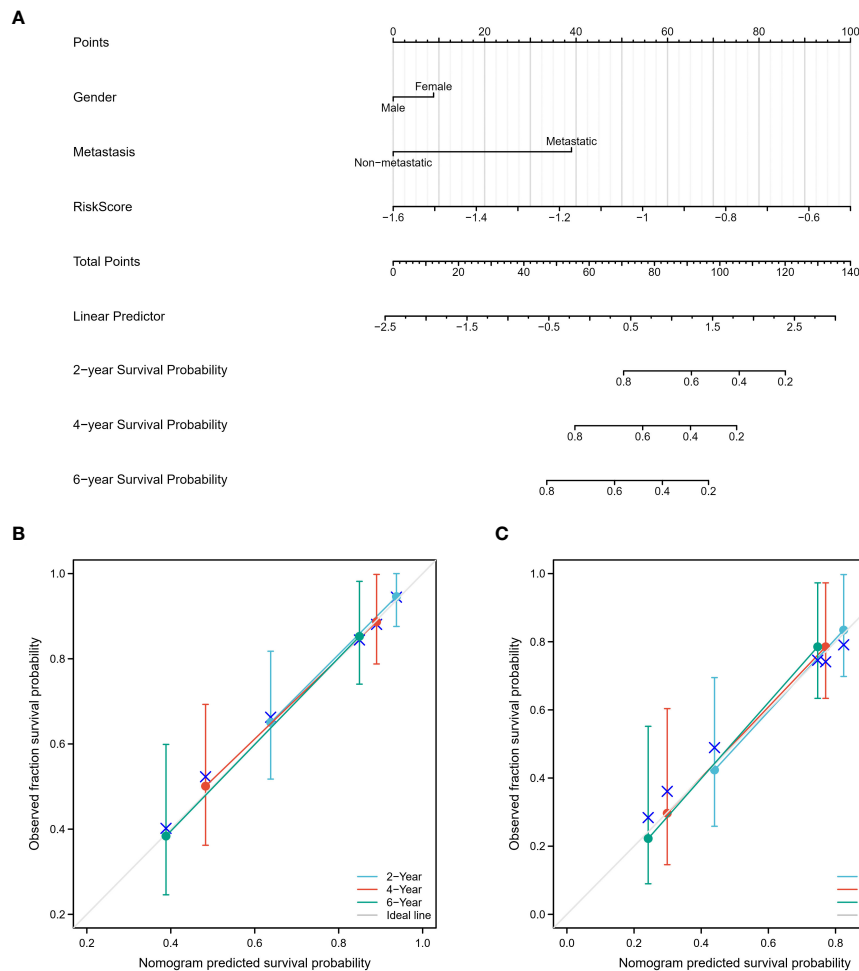 A
Points
0 20 40 60 80 100
Gender
Female
Male
Metastasis
Metastatic
Non−metastatic
RiskScore
−1.6 −1.4 −1.2 −1 −0.8 −0.6
Total Points
0 20 40 60 80 100 120 140
Linear Predictor
−2.5 −1.5 −0.5 0.5 1.5 2.5
2−year Survival Probability
0.8 0.6 0.4 0.2
4−year Survival Probability
0.8 0.6 0.4 0.2
6−year Survival Probability
0.8 0.6 0.4 0.2
B
Observed fraction survival probability
1.0
0.8
0.6
0.4
0.2
2−Year
4−Year
6−Year
Ideal line
0.2 0.4 0.6 0.8 1.0
Nomogram predicted survival probability
C
Observed fraction survival probability
1.0
0.8
0.6
0.4
0.2
0.0
0.0 0.2 0.4 0.6 0.8
Nomogram predicted survival probability